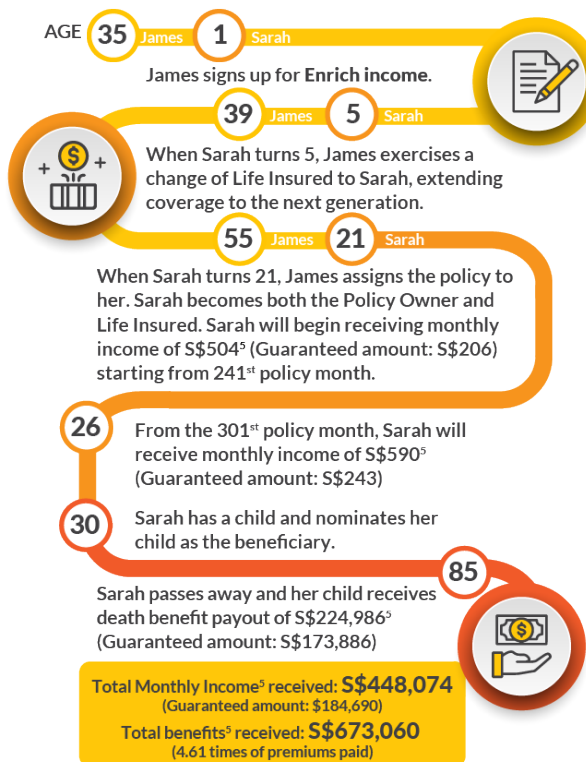 AGE 35 James 1 Sarah
James signs up for Enrich income.
39 James 5 Sarah
When Sarah turns 5, James exercises a
change of Life Insured to Sarah, extending
coverage to the next generation.
55 James 21 Sarah
When Sarah turns 21, James assigns the policy to
her. Sarah becomes both the Policy Owner and
Life Insured. Sarah will begin receiving monthly
income of S$504⁵ (Guaranteed amount: S$206)
starting from 241ˢᵗ policy month.
26
From the 301ˢᵗ policy month, Sarah will
receive monthly income of S$590⁵
(Guaranteed amount: S$243)
30
Sarah has a child and nominates her
child as the beneficiary.
85
Sarah passes away and her child receives
death benefit payout of S$224,986⁵
(Guaranteed amount: S$173,886)
Total Monthly Income⁵ received: S$448,074
(Guaranteed amount: $184,690)
Total benefits⁵ received: S$673,060
(4.61 times of premiums paid)